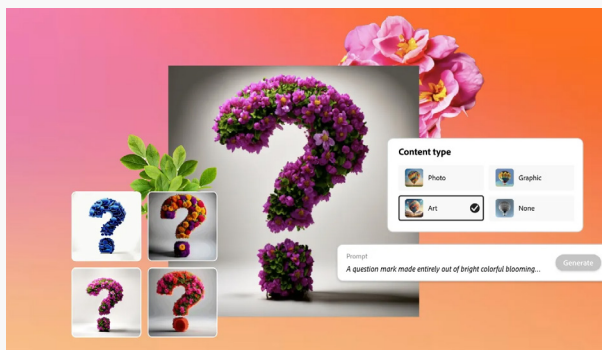 Content type
Photo
Graphic
Art
None
Prompt
A question mark made entirely out of bright colorful blooming...
Generate